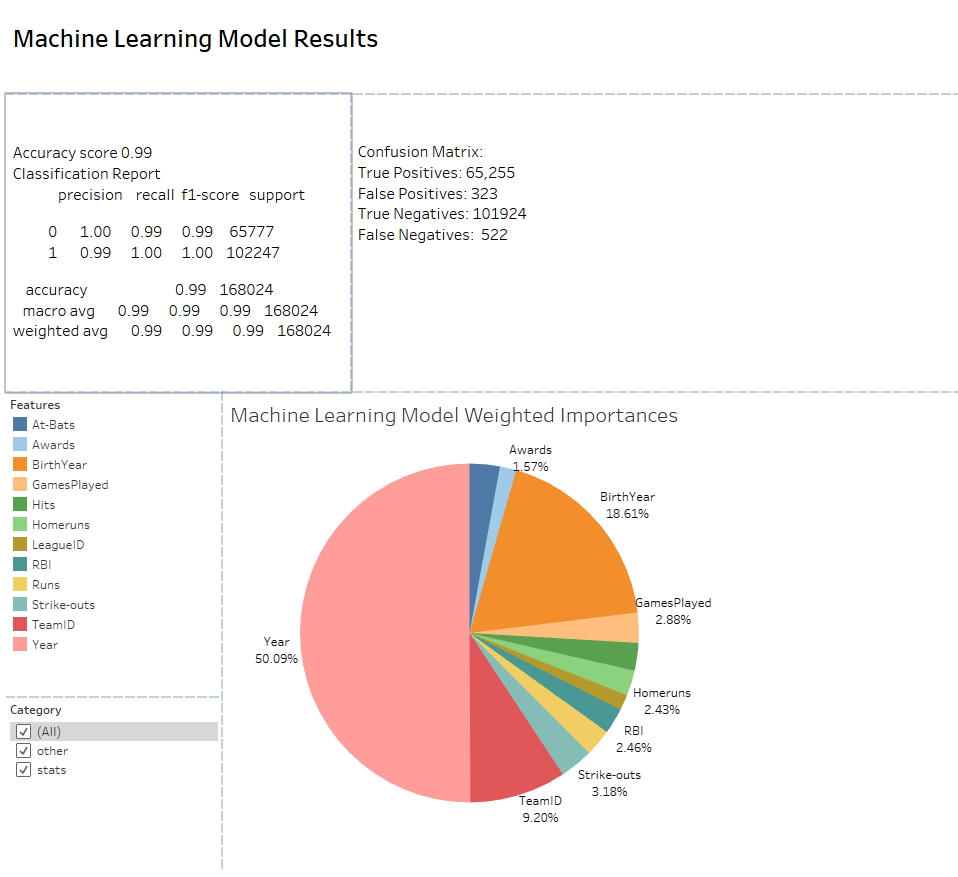 Machine Learning Model Results
Accuracy score 0.99
Classification Report
precision recall f1-score support
0 1.00 0.99 0.99 65777
1 0.99 1.00 1.00 102247
accuracy 0.99 168024
macro avg 0.99 0.99 0.99 168024
weighted avg 0.99 0.99 0.99 168024
Confusion Matrix:
True Positives: 65,255
False Positives: 323
True Negatives: 101924
False Negatives: 522
Features
At-Bats
Awards
BirthYear
GamesPlayed
Hits
Homeruns
LeagueID
RBI
Runs
Strike-outs
TeamID
Year
Category
(All)
other
stats
Machine Learning Model Weighted Importances
Awards
1.57%
BirthYear
18.61%
GamesPlayed
2.88%
Homeruns
2.43%
RBI
2.46%
Strike-outs
3.18%
TeamID
9.20%
Year
50.09%